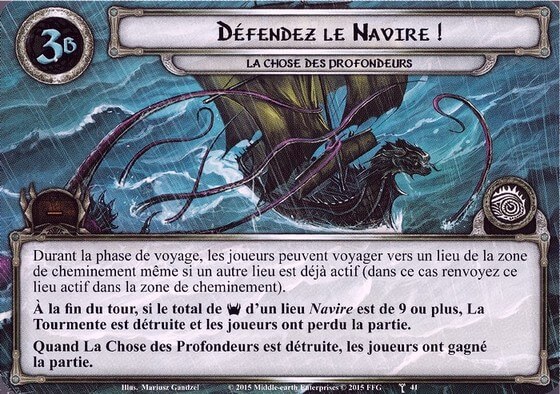 3B
DÉFENDEZ LE NAVIRE !
LA CHOSE DES PROFONDEURS
Durant la phase de voyage, les joueurs peuvent voyager vers un lieu de la zone
de cheminement même si un autre lieu est déjà actif (dans ce cas renvoyez ce
lieu actif dans la zone de cheminement).
À la fin du tour, si le total de d'un lieu Navire est de 9 ou plus, La
Tourmente est détruite et les joueurs ont perdu la partie.
Quand La Chose des Profondeurs est détruite, les joueurs ont gagné
la partie.
Illus. Mariusz Gandzel © 2015 Middle-earth Enterprises © 2015 FFG 41